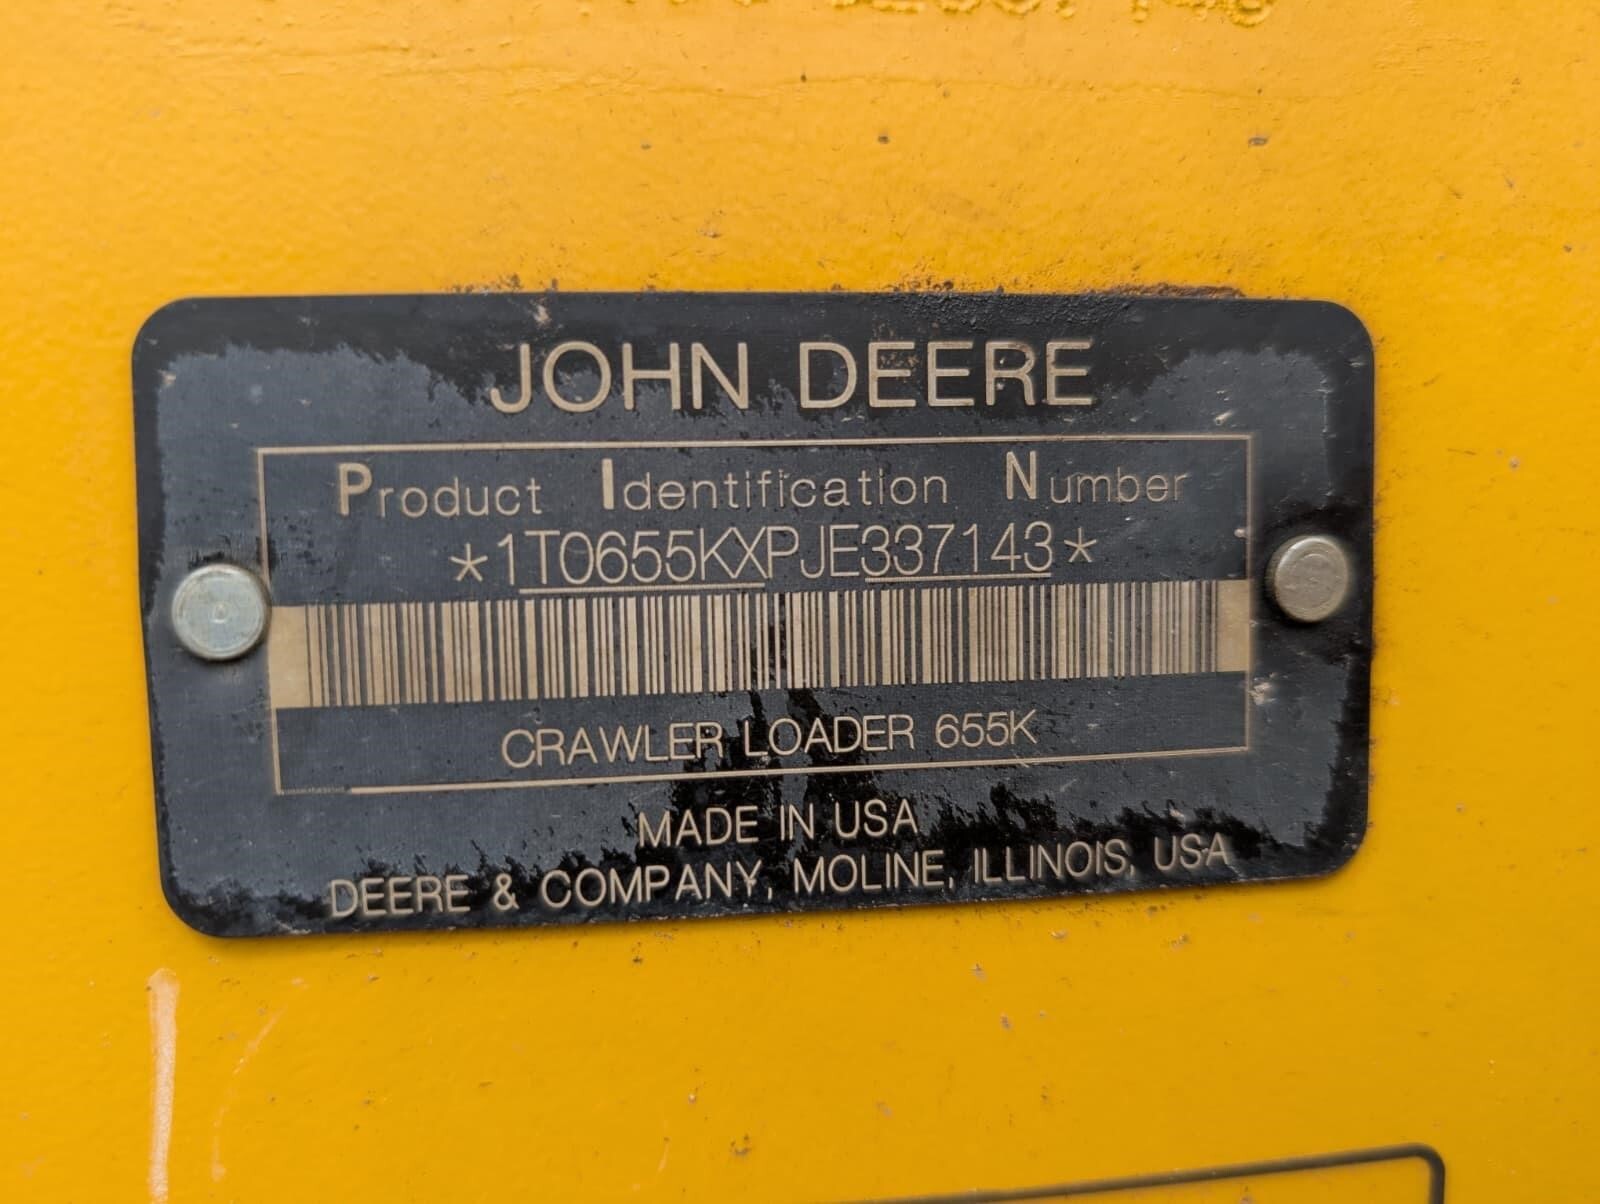 JOHN DEERE
Product Identification Number
*1T0655KXPJE337143*
CRAWLER LOADER 655K
MADE IN USA
DEERE & COMPANY, MOLINE, ILLINOIS, USA